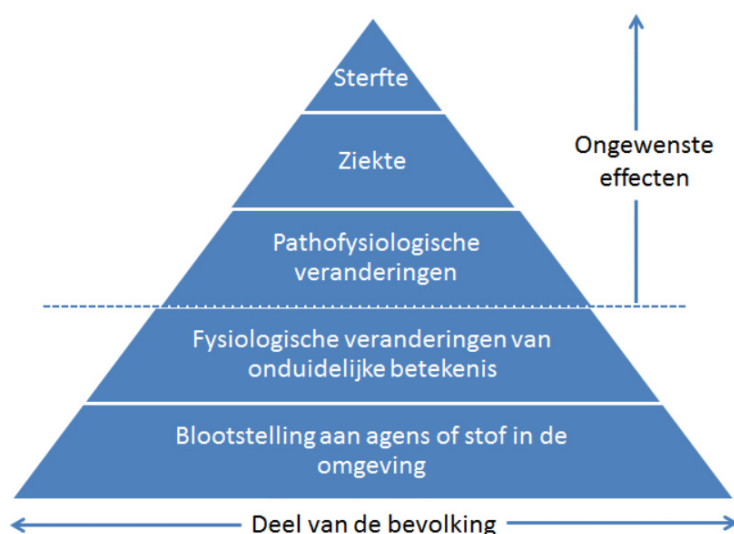 Sterfte
Ziekte
Ongewenste
effecten
Pathofysiologische
veranderingen
Fysiologische veranderingen van
onduidelijke betekenis
Blootstelling aan agens of stof in de
omgeving
Deel van de bevolking